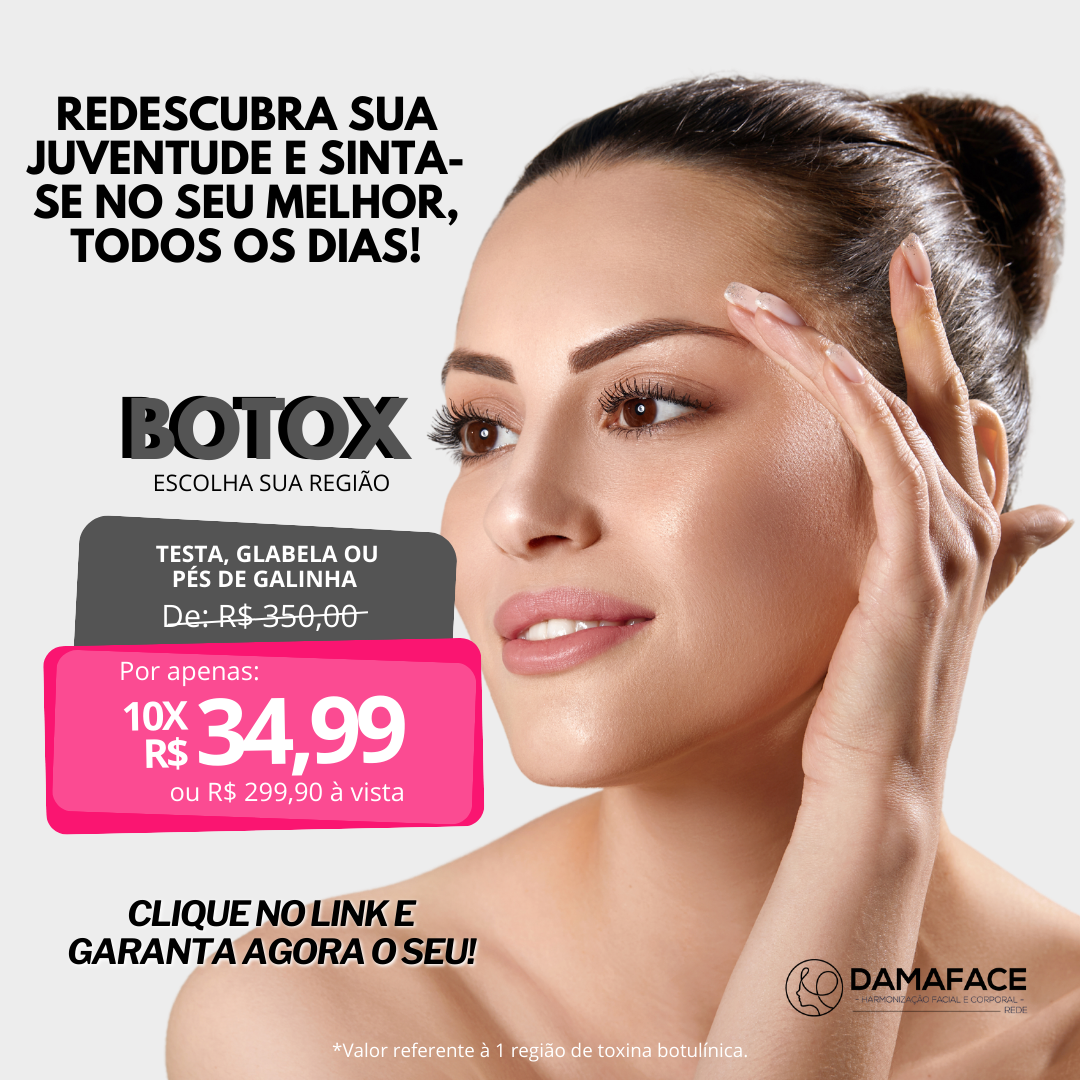 REDESCUBRA SUA
JUVENTUDE E SINTA-
SE NO SEU MELHOR,
TODOS OS DIAS!
BOTOX
ESCOLHA SUA REGIÃO
TESTA, GLABELA OU
PÉS DE GALINHA
De: R$ 350,00
Por apenas:
10X
R$ 34,99
ou R$ 299,90 à vista
CLIQUE NO LINK E
GARANTA AGORA O SEU!
DAMAFACE
- HARMONIZAÇÃO FACIAL E CORPORAL -
REDE
*Valor referente à 1 região de toxina botulínica.